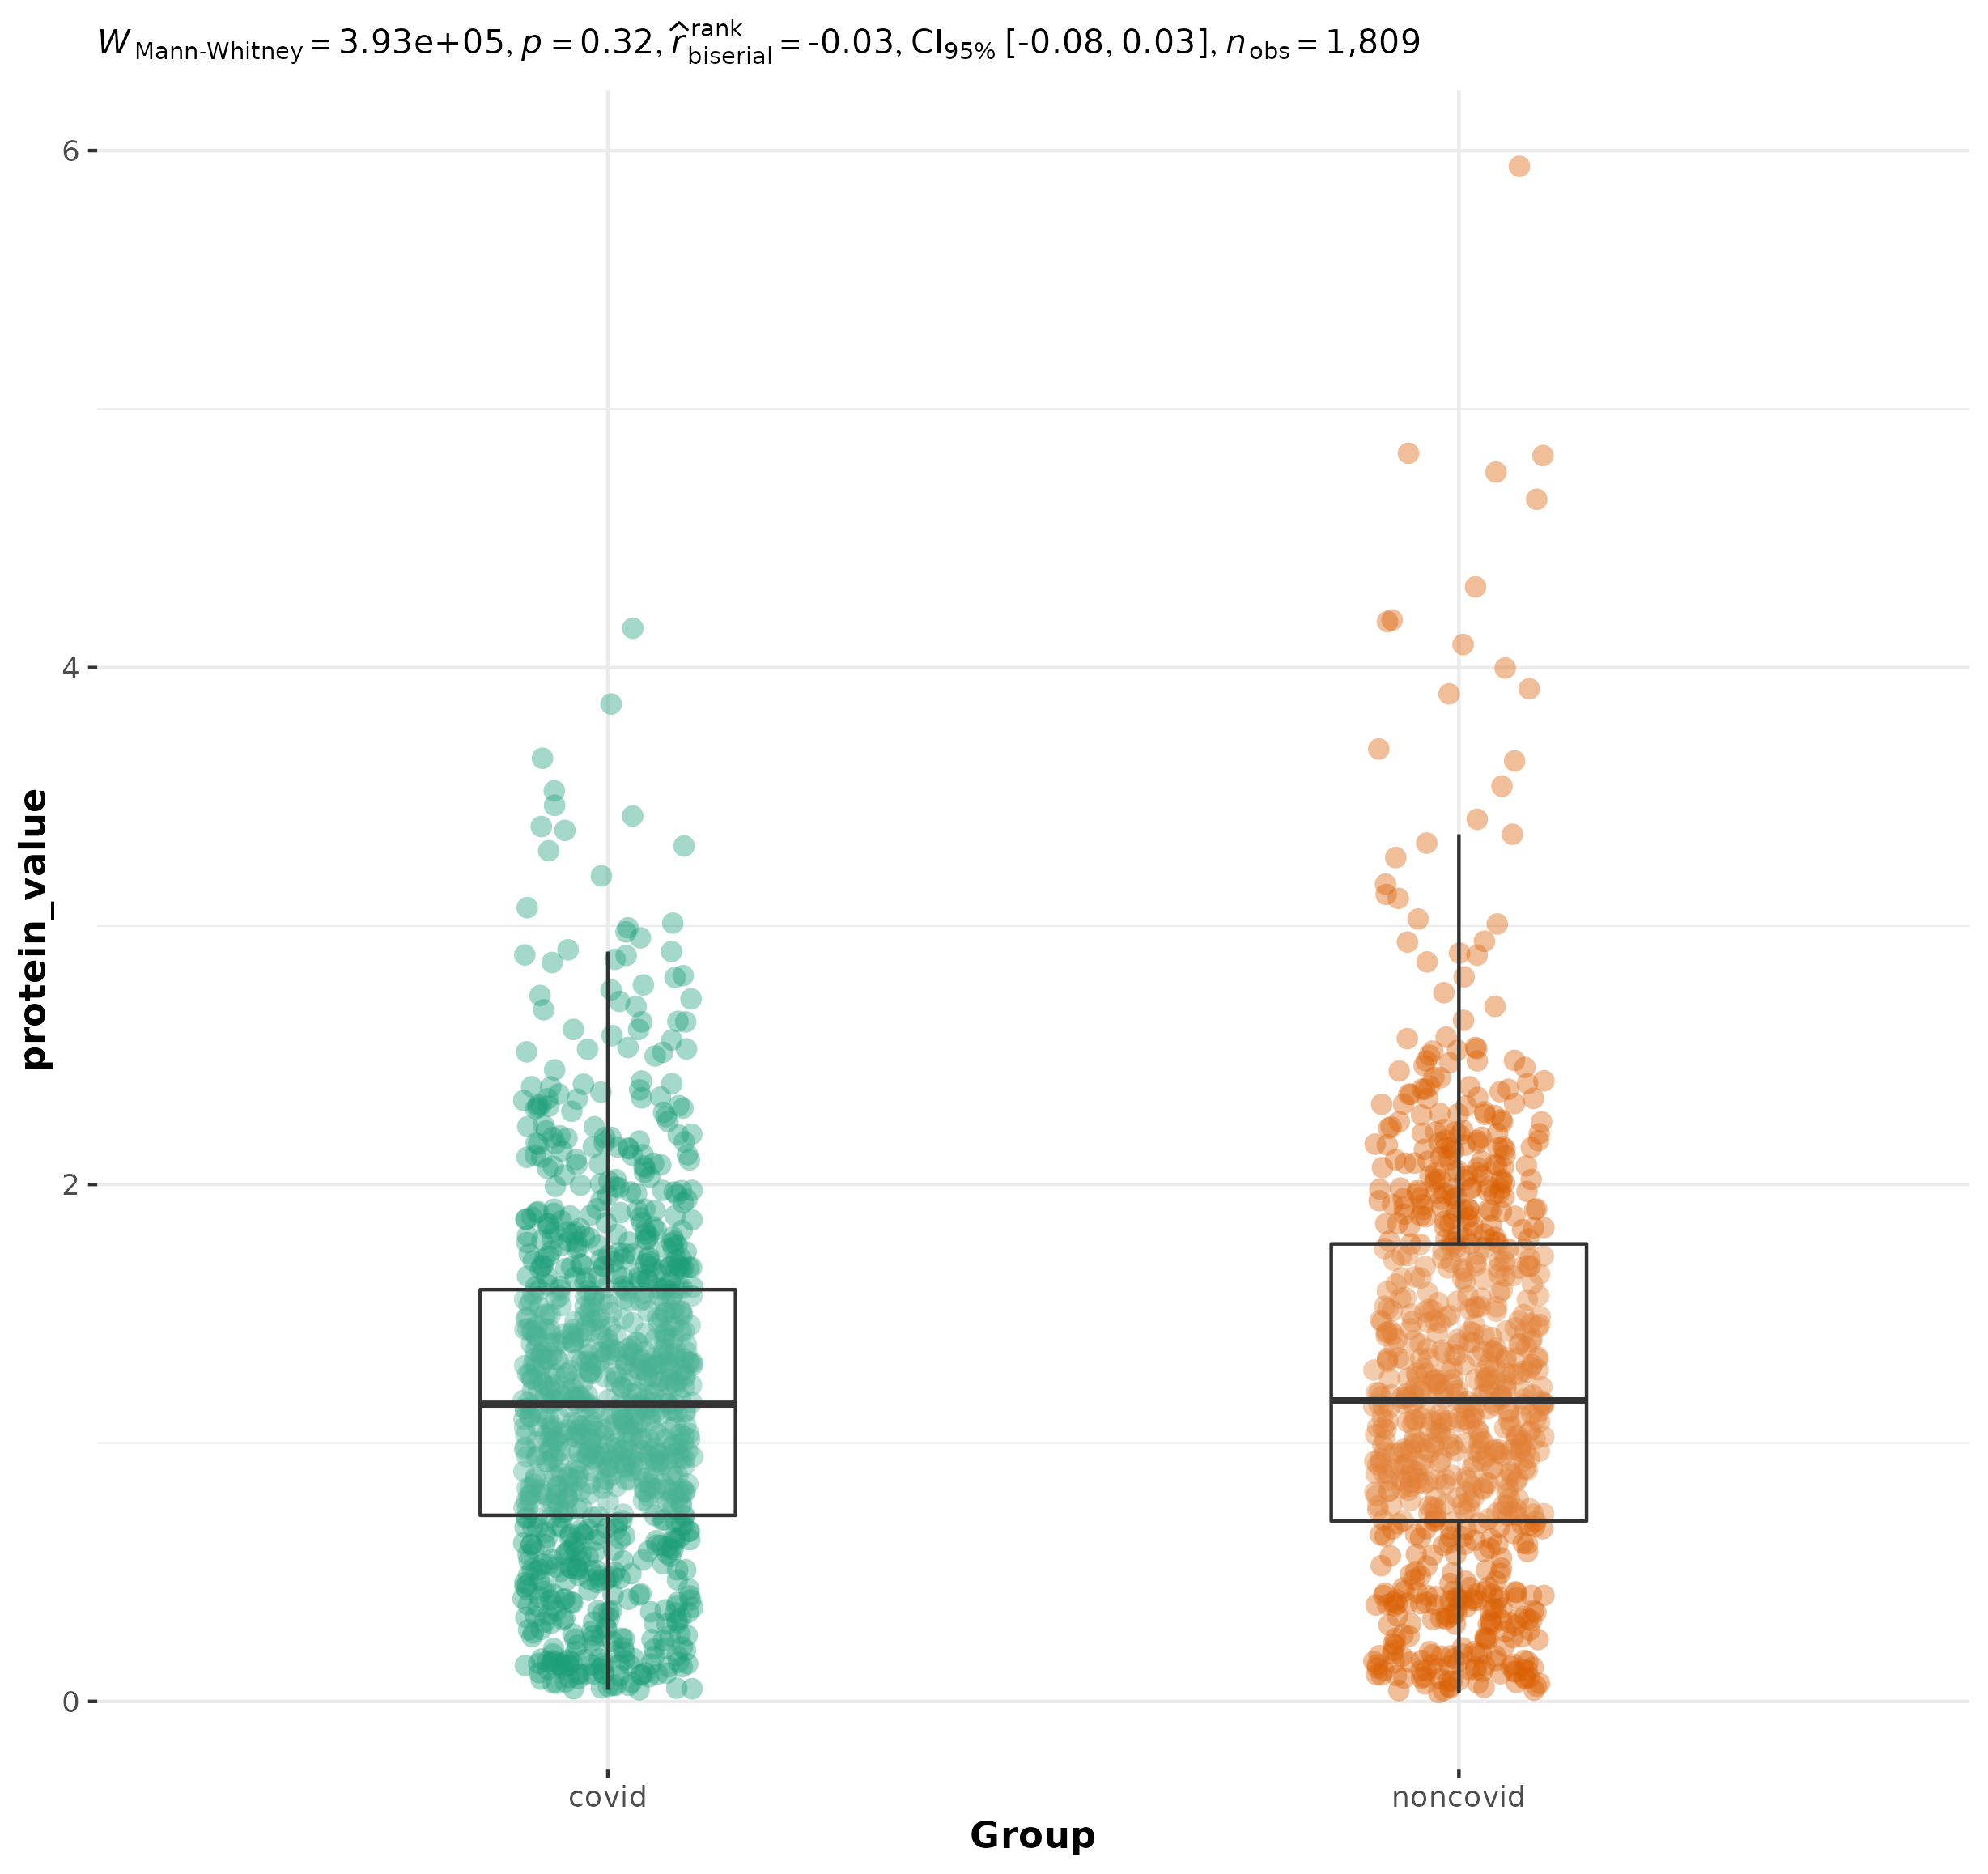 W Mann-Whitney = 3.93e+05, p = 0.32, r̂ rank biserial = -0.03, CI95% [-0.08, 0.03], nobs = 1,809
6
4
2
0
protein_value
covid noncovid
Group